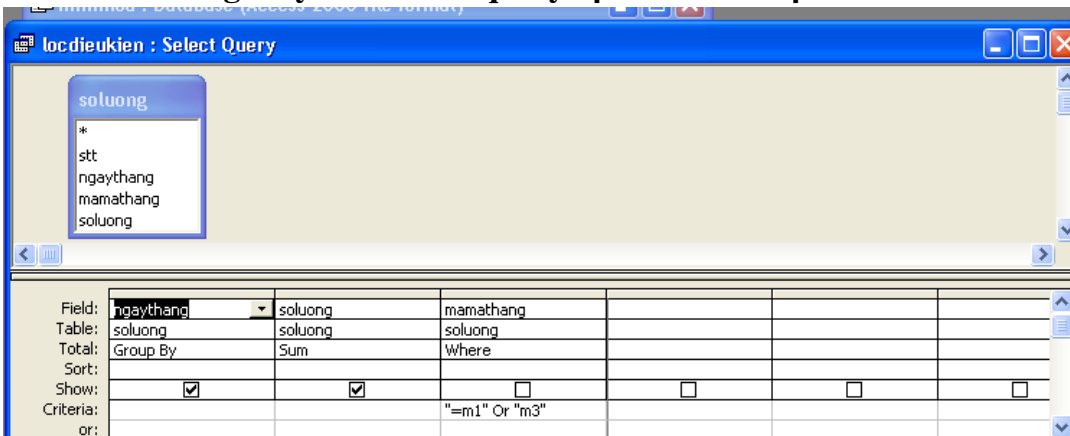 locdieukien : Select Query
soluong
*
stt
ngaythang
mamathang
soluong
Field: ngaythang soluong mamathang
Table: soluong soluong soluong
Total: Group By Sum Where
Sort:
Show:
Criteria: "=m1" Or "m3"
or: